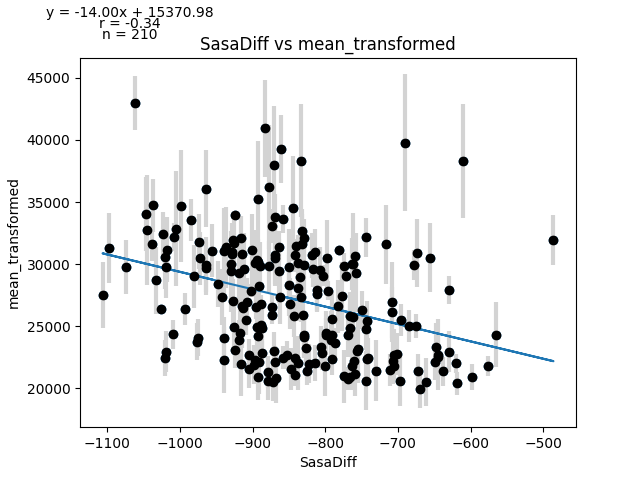 y = -14.00x + 15370.98
r = -0.34
n = 210
SasaDiff vs mean_transformed
45000
40000
35000
30000
25000
20000
mean_transformed
−1100 −1000 −900 −800 −700 −600 −500
SasaDiff